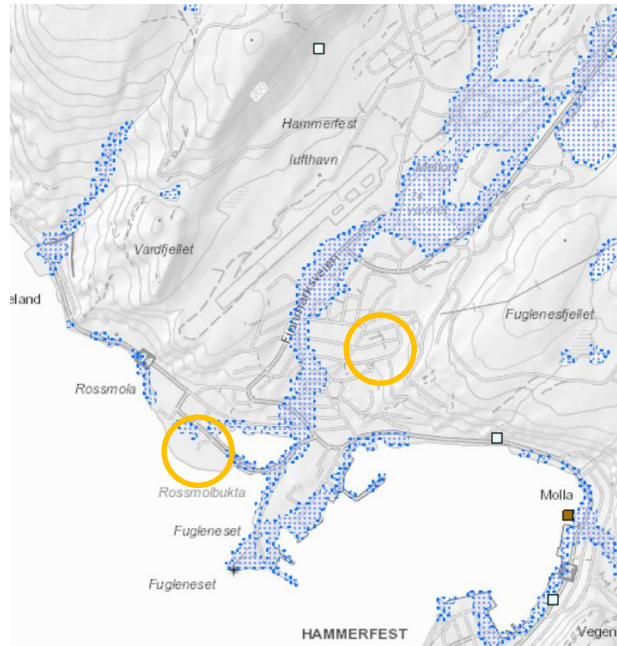 Hammerfest
lufthavn
Vardfjellet
eland
Finnmarksveien
Fuglenesfjellet
Rossmola
Rossmolbukta
Molla
Fugleneset
Fugleneset
HAMMERFEST
Vegen